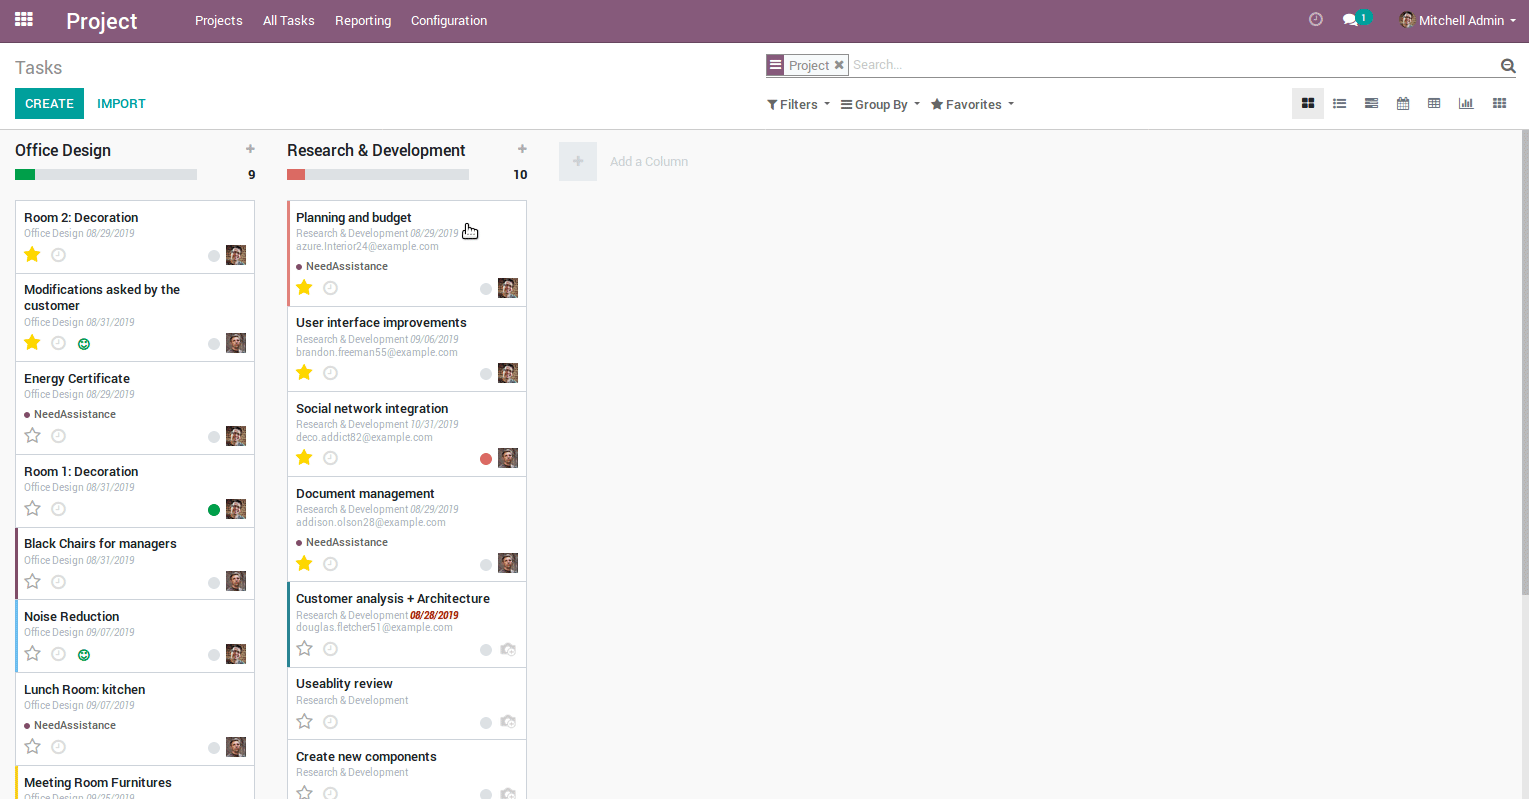 Project
Projects
All Tasks
Reporting
Configuration
1
Mitchell Admin
Tasks
Project
Search...
CREATE
IMPORT
Filters
Group By
Favorites
Office Design
9
Room 2: Decoration
Office Design 08/29/2019
Modifications asked by the
customer
Office Design 08/31/2019
Energy Certificate
Office Design 08/29/2019
NeedAssistance
Room 1: Decoration
Office Design 08/31/2019
Black Chairs for managers
Office Design 08/31/2019
Noise Reduction
Office Design 09/07/2019
Lunch Room: kitchen
Office Design 09/07/2019
NeedAssistance
Meeting Room Furnitures
Office Design 09/25/2019
Research & Development
10
Planning and budget
Research & Development 08/29/2019
azure.Interior24@example.com
NeedAssistance
User interface improvements
Research & Development 09/06/2019
brandon.freeman55@example.com
Social network integration
Research & Development 10/31/2019
deco.addict82@example.com
Document management
Research & Development 08/29/2019
addison.olson28@example.com
NeedAssistance
Customer analysis + Architecture
Research & Development 08/28/2019
douglas.fletcher51@example.com
Useablity review
Research & Development
Create new components
Research & Development
Add a Column